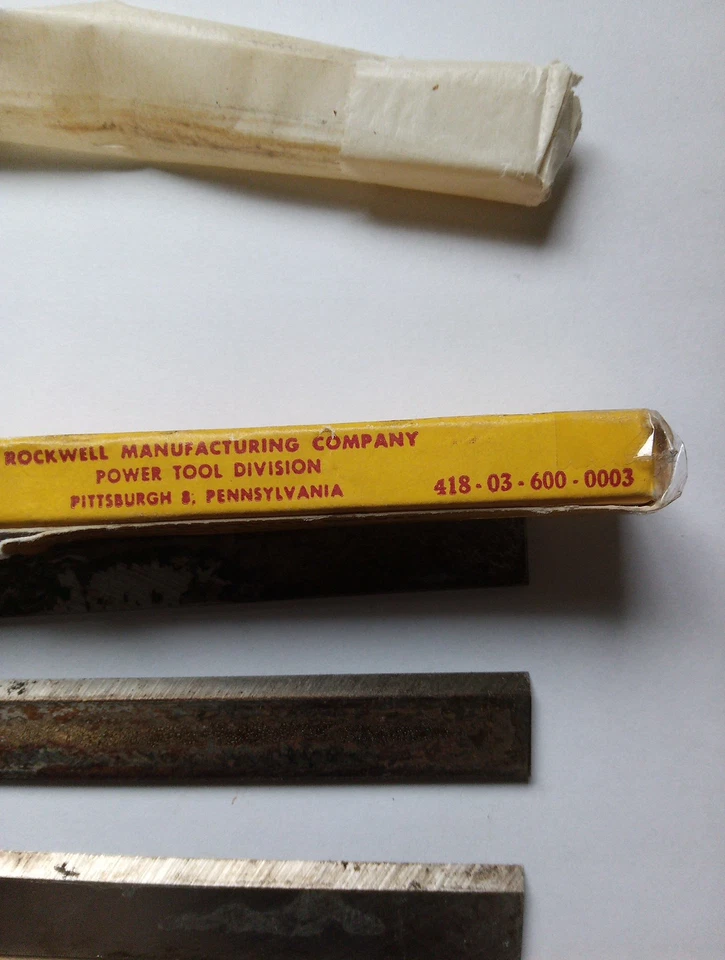 ROCKWELL MANUFACTURING COMPANY
POWER TOOL DIVISION
PITTSBURGH 8, PENNSYLVANIA
418-03-600-0003